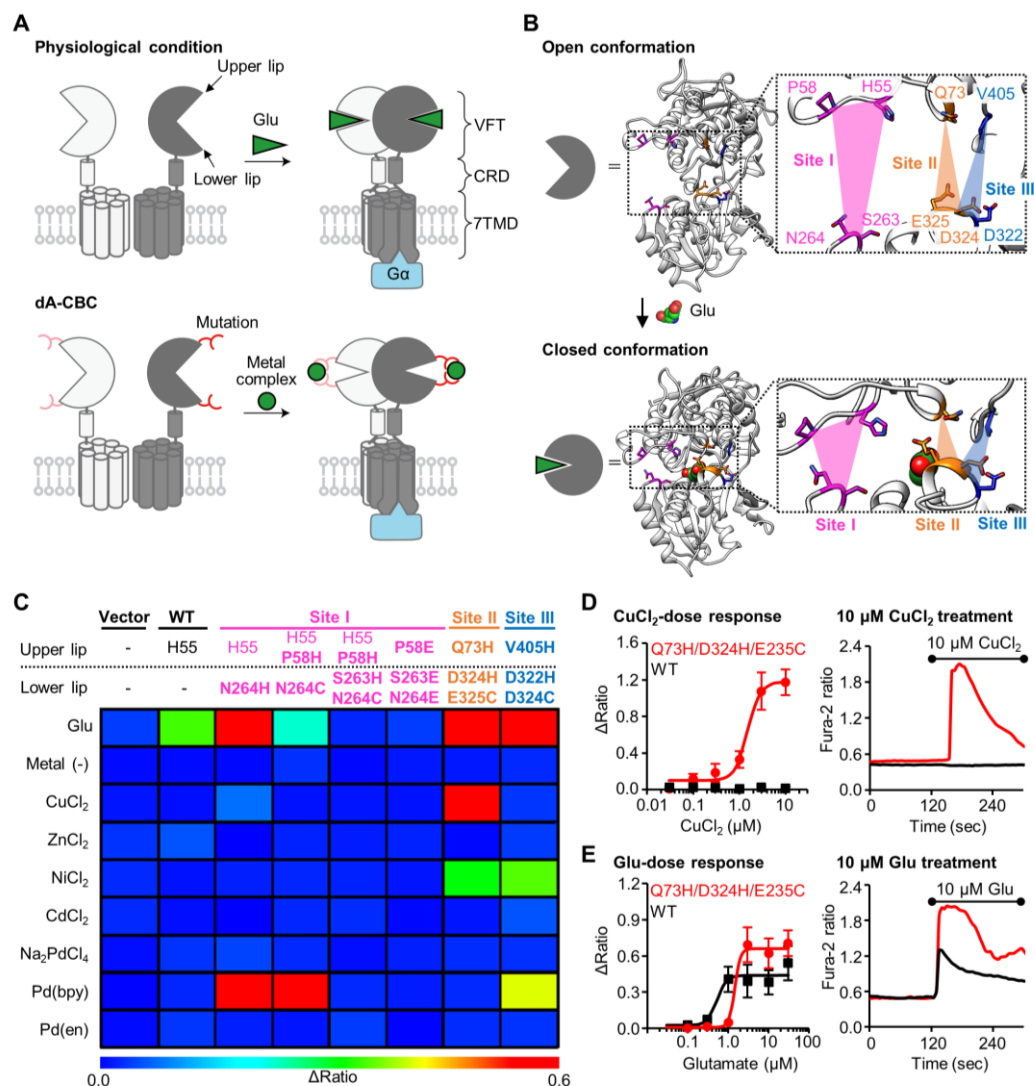 A
Physiological condition
Upper lip
Glu
Lower lip
VFT
CRD
7TMD
Gα
dA-CBC
Mutation
Metal
complex
B
Open conformation
=
P58 H55 Q73 V405
Site I Site II Site III
N264 S263 E325 D324 D322
Glu
Closed conformation
=
Site I Site II Site III
C
Vector WT Site I Site II Site III
Upper lip - H55 H55 H55 P58H H55 P58H P58E Q73H V405H
Lower lip - - N264H N264C S263H N264C S263E N264E D324H E325C D322H D324C
Glu
Metal (-)
CuCl2
ZnCl2
NiCl2
CdCl2
Na2PdCl4
Pd(bpy)
Pd(en)
0.0 ΔRatio 0.6
D
CuCl2-dose response
Q73H/D324H/E235C
WT
ΔRatio
1.6
1.2
0.8
0.4
0.0
0.01 0.1 1.0 10
CuCl2 (μM)
10 μM CuCl2 treatment
10 μM CuCl2
Fura-2 ratio
2.4
2.0
1.6
1.2
0.8
0 120 240
Time (sec)
E
Glu-dose response
Q73H/D324H/E235C
WT
ΔRatio
1.2
0.9
0.6
0.3
0.0
0.1 1.0 10
Glutamate (μM)
10 μM Glu treatment
10 μM Glu
Fura-2 ratio
2.4
2.0
1.6
1.2
0.8
0 120 240
Time (sec)